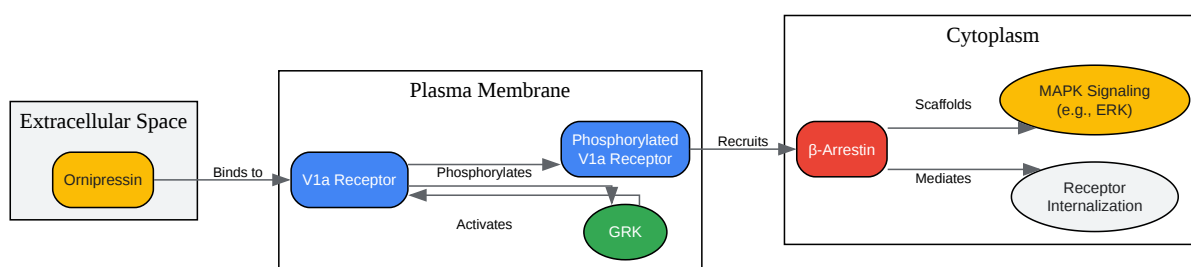 Extracellular Space
Ornipressin
Binds to
Plasma Membrane
V1a Receptor
Phosphorylates
Activates
Phosphorylated
V1a Receptor
GRK
Recruits
Cytoplasm
β-Arrestin
Scaffolds
Mediates
MAPK Signaling
(e.g., ERK)
Receptor
Internalization